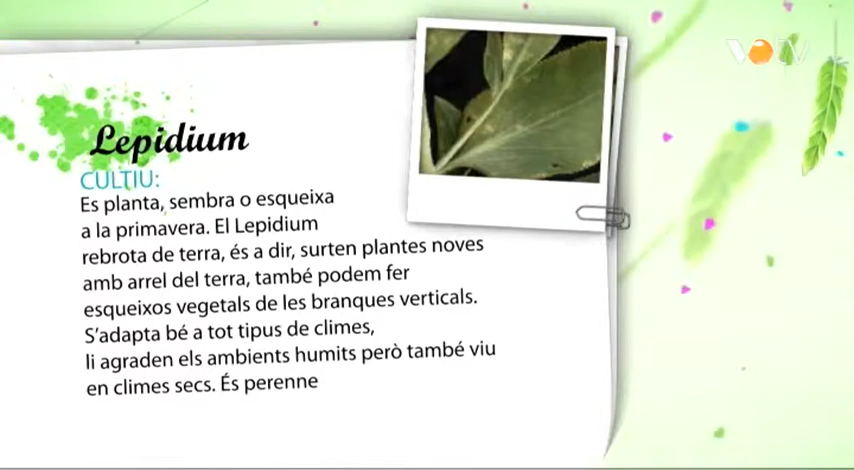 VOTV
Lepidium
CULTIU:
Es planta, sembra o esqueixa
a la primavera. El Lepidium
rebrota de terra, és a dir, surten plantes noves
amb arrel del terra, també podem fer
esqueixos vegetals de les branques verticals.
S'adapta bé a tot tipus de climes,
li agraden els ambients humits però també viu
en climes secs. És perenne